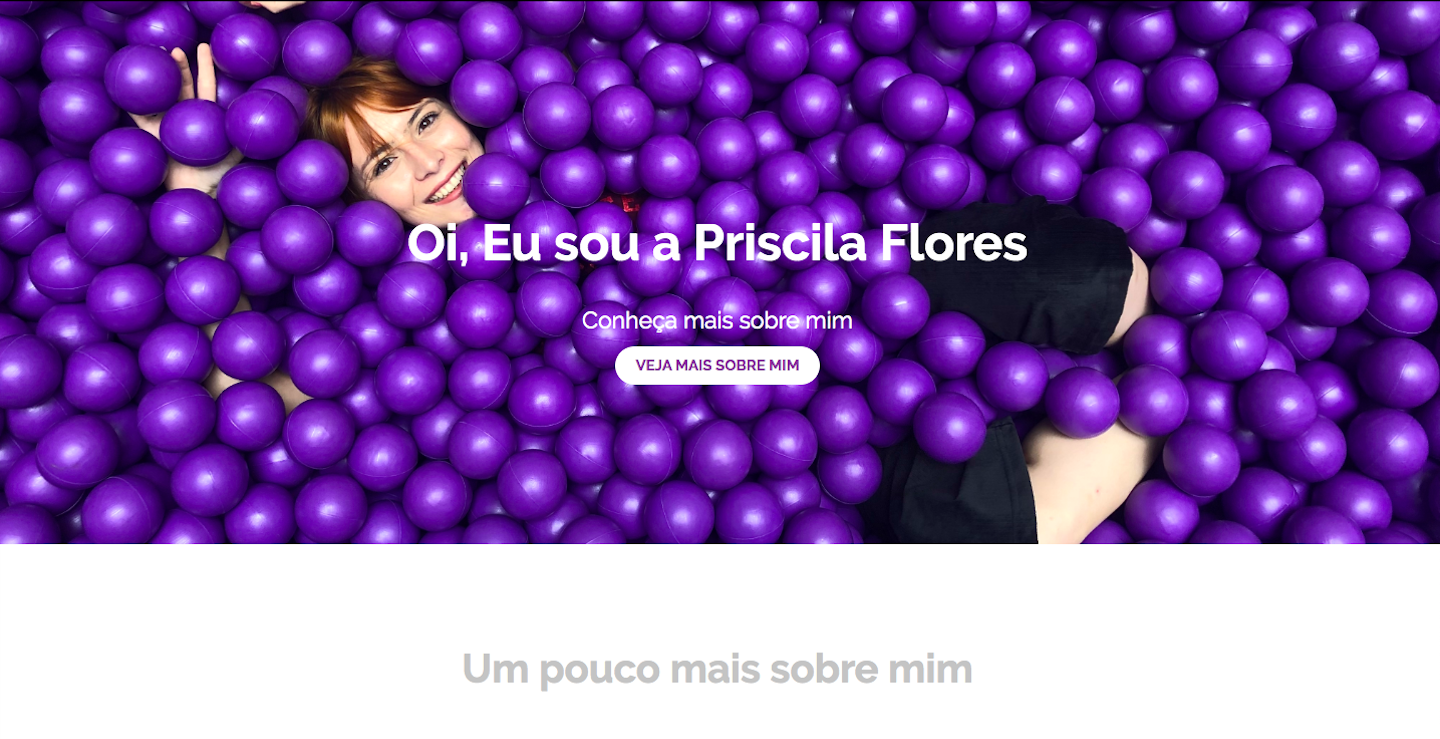 Oi, Eu sou a Priscila Flores
Conheça mais sobre mim
VEJA MAIS SOBRE MIM
Um pouco mais sobre mim